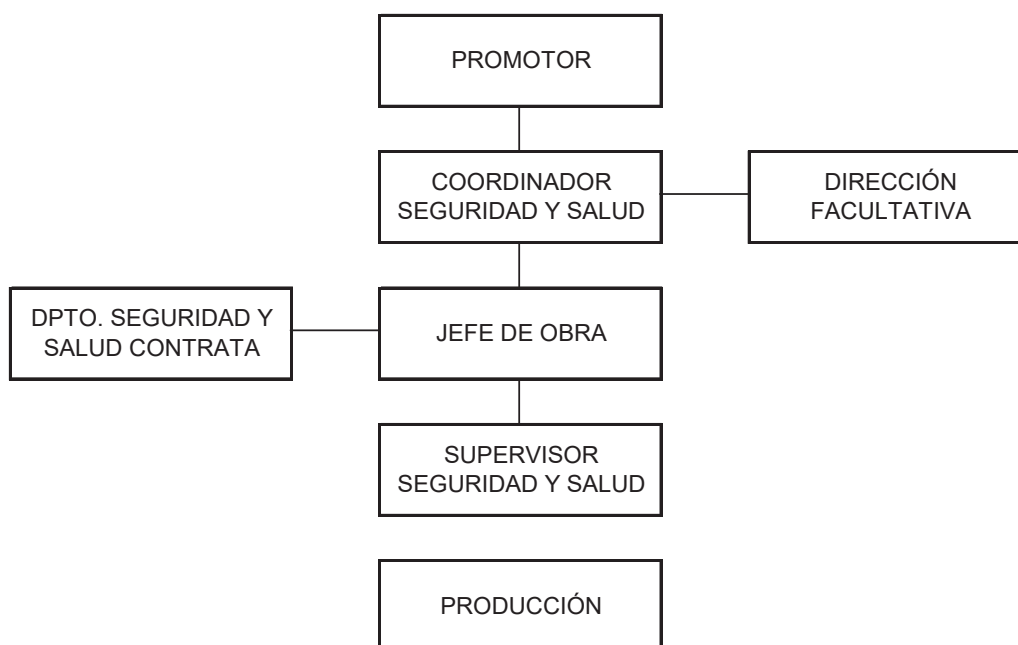 PROMOTOR
COORDINADOR
SEGURIDAD Y SALUD
DIRECCIÓN
FACULTATIVA
DPTO. SEGURIDAD Y
SALUD CONTRATA
JEFE DE OBRA
SUPERVISOR
SEGURIDAD Y SALUD
PRODUCCIÓN